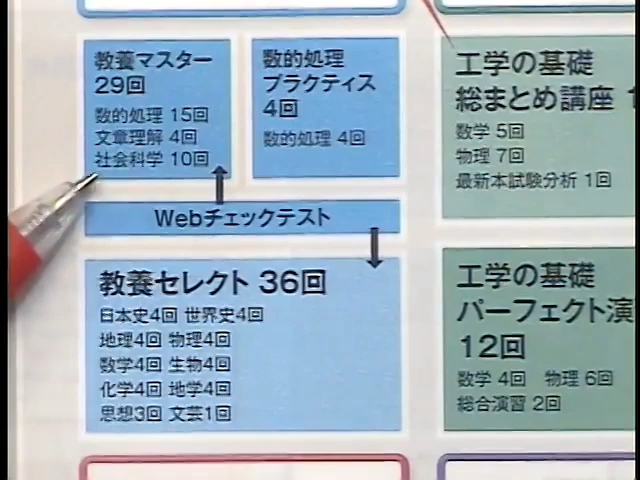 教養マスター
29回
数的処理 15回
文章理解 4回
社会科学 10回
数的処理
プラクティス
4回
数的処理 4回
Webチェックテスト
教養セレクト 36回
日本史4回 世界史4回
地理4回 物理4回
数学4回 生物4回
化学4回 地学4回
思想3回 文芸1回
工学の基礎
総まとめ講座
数学 5回
物理 7回
最新本試験分析 1回
工学の基礎
パーフェクト演
12回
数学 4回 物理 6回
総合演習 2回